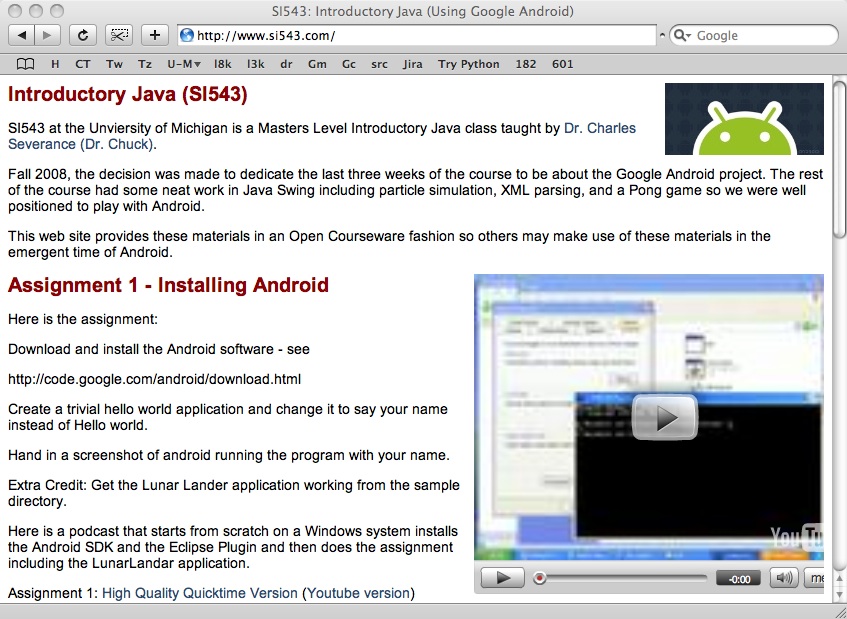 SI543: Introductory Java (Using Google Android)
http://www.si543.com/
Google
H CT Tw Tz U-M▾ l8k l3k dr Gm Gc src Jira Try Python 182 601
Introductory Java (SI543)
SI543 at the Unviersity of Michigan is a Masters Level Introductory Java class taught by Dr. Charles
Severance (Dr. Chuck).
Fall 2008, the decision was made to dedicate the last three weeks of the course to be about the Google Android project. The rest
of the course had some neat work in Java Swing including particle simulation, XML parsing, and a Pong game so we were well
positioned to play with Android.
This web site provides these materials in an Open Courseware fashion so others may make use of these materials in the
emergent time of Android.
Assignment 1 - Installing Android
Here is the assignment:
Download and install the Android software - see
http://code.google.com/android/download.html
Create a trivial hello world application and change it to say your name
instead of Hello world.
Hand in a screenshot of android running the program with your name.
Extra Credit: Get the Lunar Lander application working from the sample
directory.
Here is a podcast that starts from scratch on a Windows system installs
the Android SDK and the Eclipse Plugin and then does the assignment
including the LunarLandar application.
Assignment 1: High Quality Quicktime Version (Youtube version)
YouTu
-0:00
me